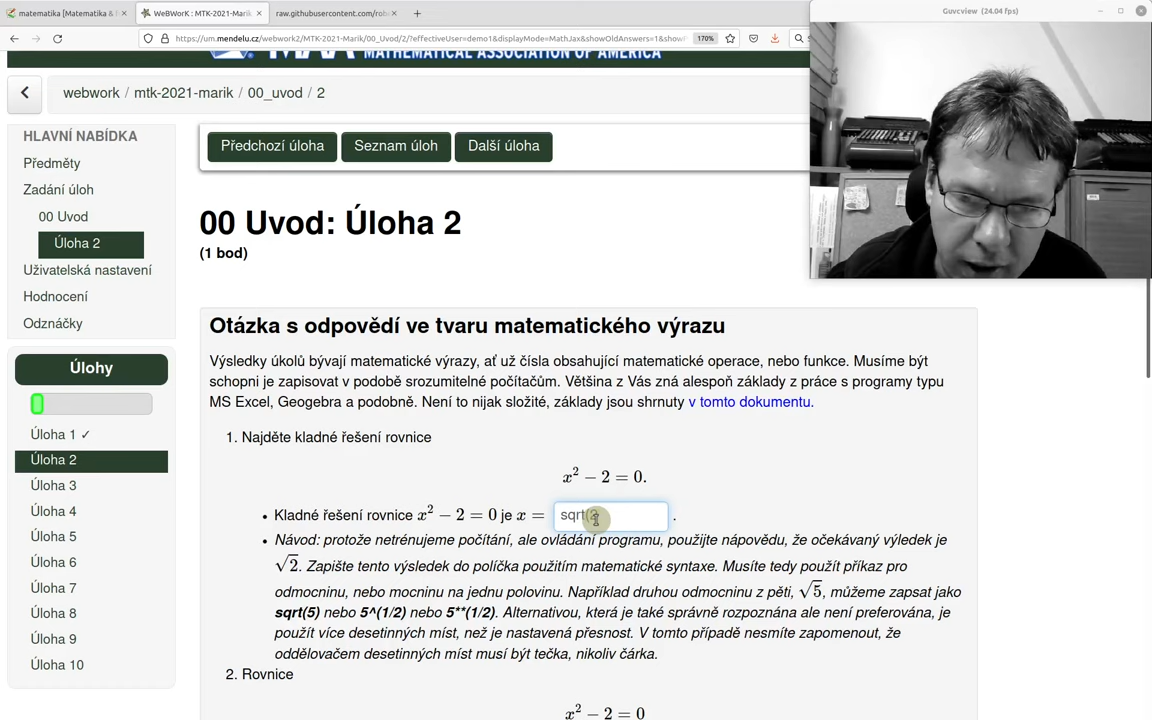 matematika [Matematika & 
WeBWorK : MTK-2021-Marik
raw.githubusercontent.com/rob
Guvcview (24.04 fps)
https://um.mendelu.cz/webwork2/MTK-2021-Marik/00_Uvod/2/?effectiveUser=demo1&displayMode=MathJax&showOldAnswers=1&show
170%
MATHEMATICAL ASSOCIATION OF AMERICA
webwork / mtk-2021-marik / 00_uvod / 2
HLAVNÍ NABÍDKA
Předměty
Zadání úloh
00 Uvod
Úloha 2
Uživatelská nastavení
Hodnocení
Odznáčky
Úlohy
Úloha 1 ✓
Úloha 2
Úloha 3
Úloha 4
Úloha 5
Úloha 6
Úloha 7
Úloha 8
Úloha 9
Úloha 10
Předchozí úloha
Seznam úloh
Další úloha
00 Uvod: Úloha 2
(1 bod)
Otázka s odpovědí ve tvaru matematického výrazu
Výsledky úkolů bývají matematické výrazy, ať už čísla obsahující matematické operace, nebo funkce. Musíme být
schopni je zapisovat v podobě srozumitelné počítačům. Většina z Vás zná alespoň základy z práce s programy typu
MS Excel, Geogebra a podobně. Není to nijak složité, základy jsou shrnuty v tomto dokumentu.
1. Najděte kladné řešení rovnice
x² − 2 = 0.
• Kladné řešení rovnice x² − 2 = 0 je x = sqrt(2 .
• Návod: protože netrénujeme počítání, ale ovládání programu, použijte nápovědu, že očekávaný výledek je
√2. Zapište tento výsledek do políčka použitím matematické syntaxe. Musíte tedy použít příkaz pro
odmocninu, nebo mocninu na jednu polovinu. Například druhou odmocninu z pěti, √5, můžeme zapsat jako
sqrt(5) nebo 5^(1/2) nebo 5**(1/2). Alternativou, která je také správně rozpoznána ale není preferována, je
použít více desetinných míst, než je nastavená přesnost. V tomto případě nesmíte zapomenout, že
oddělovačem desetinných míst musí být tečka, nikoliv čárka.
2. Rovnice
x² − 2 = 0